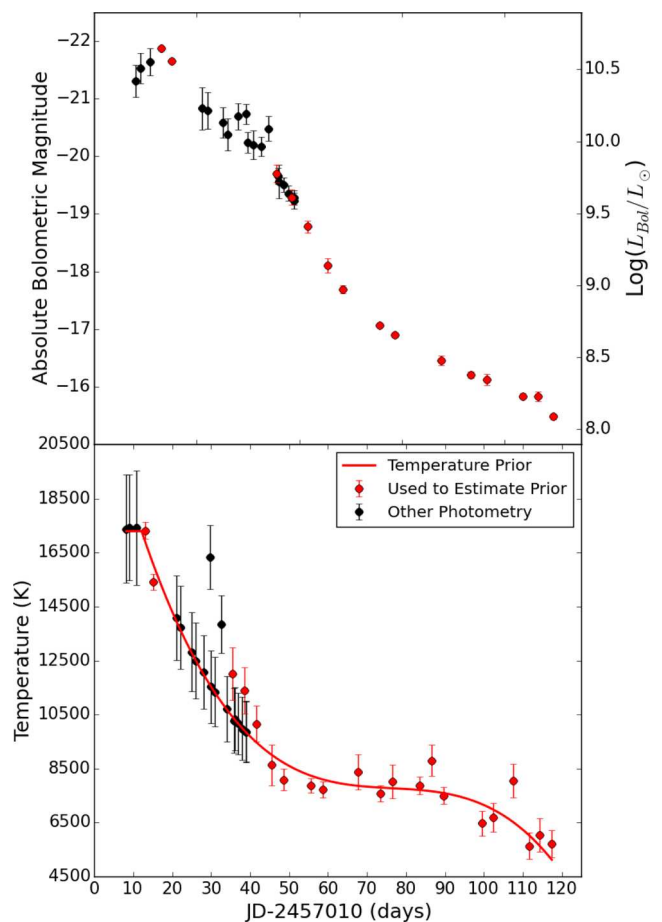 −22
−21
−20
−19
−18
−17
−16
Absolute Bolometric Magnitude
10.5
10.0
9.5
9.0
8.5
8.0
Log(L_Bol/L_⊙)
20500
18500
16500
14500
12500
10500
8500
6500
4500
Temperature (K)
Temperature Prior
Used to Estimate Prior
Other Photometry
0 10 20 30 40 50 60 70 80 90 100 110 120
JD-2457010 (days)